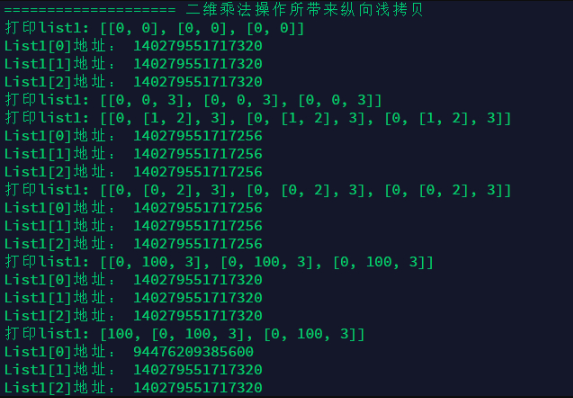 ==================== 二维乘法操作所带来纵向浅拷贝
打印list1: [[0, 0], [0, 0], [0, 0]]
List1[0]地址： 140279551717320
List1[1]地址： 140279551717320
List1[2]地址： 140279551717320
打印list1: [[0, 0, 3], [0, 0, 3], [0, 0, 3]]
打印list1: [[0, [1, 2], 3], [0, [1, 2], 3], [0, [1, 2], 3]]
List1[0]地址： 140279551717256
List1[1]地址： 140279551717256
List1[2]地址： 140279551717256
打印list1: [[0, [0, 2], 3], [0, [0, 2], 3], [0, [0, 2], 3]]
List1[0]地址： 140279551717256
List1[1]地址： 140279551717256
List1[2]地址： 140279551717256
打印list1: [[0, 100, 3], [0, 100, 3], [0, 100, 3]]
List1[0]地址： 140279551717320
List1[1]地址： 140279551717320
List1[2]地址： 140279551717320
打印list1: [100, [0, 100, 3], [0, 100, 3]]
List1[0]地址： 94476209385600
List1[1]地址： 140279551717320
List1[2]地址： 140279551717320